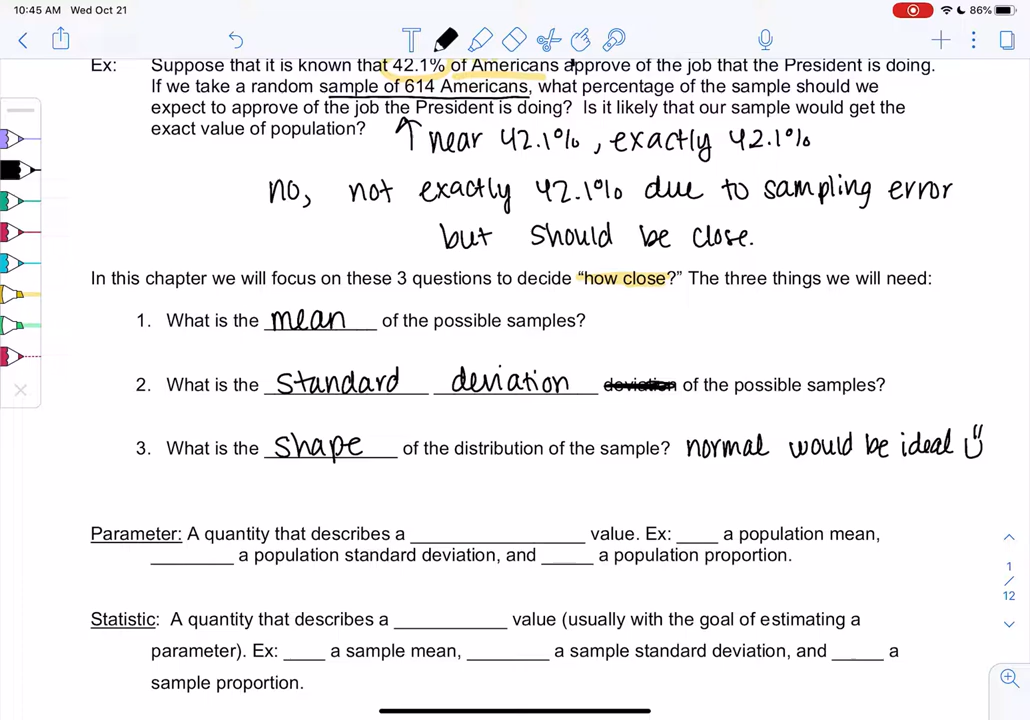 10:45 AM Wed Oct 21
86%
Ex: Suppose that it is known that 42.1% of Americans approve of the job that the President is doing.
If we take a random sample of 614 Americans, what percentage of the sample should we
expect to approve of the job the President is doing? Is it likely that our sample would get the
exact value of population? ↑ near 42.1%, exactly 42.1%
no, not exactly 42.1% due to sampling error
but should be close.
In this chapter we will focus on these 3 questions to decide “how close?” The three things we will need:
1. What is the mean of the possible samples?
2. What is the standard deviation deviation of the possible samples?
3. What is the shape of the distribution of the sample? normal would be ideal
Parameter: A quantity that describes a ____ value. Ex: ____ a population mean,
____ a population standard deviation, and ____ a population proportion.
Statistic: A quantity that describes a ____ value (usually with the goal of estimating a
parameter). Ex: ____ a sample mean, ____ a sample standard deviation, and ____ a
sample proportion.
1
/
12